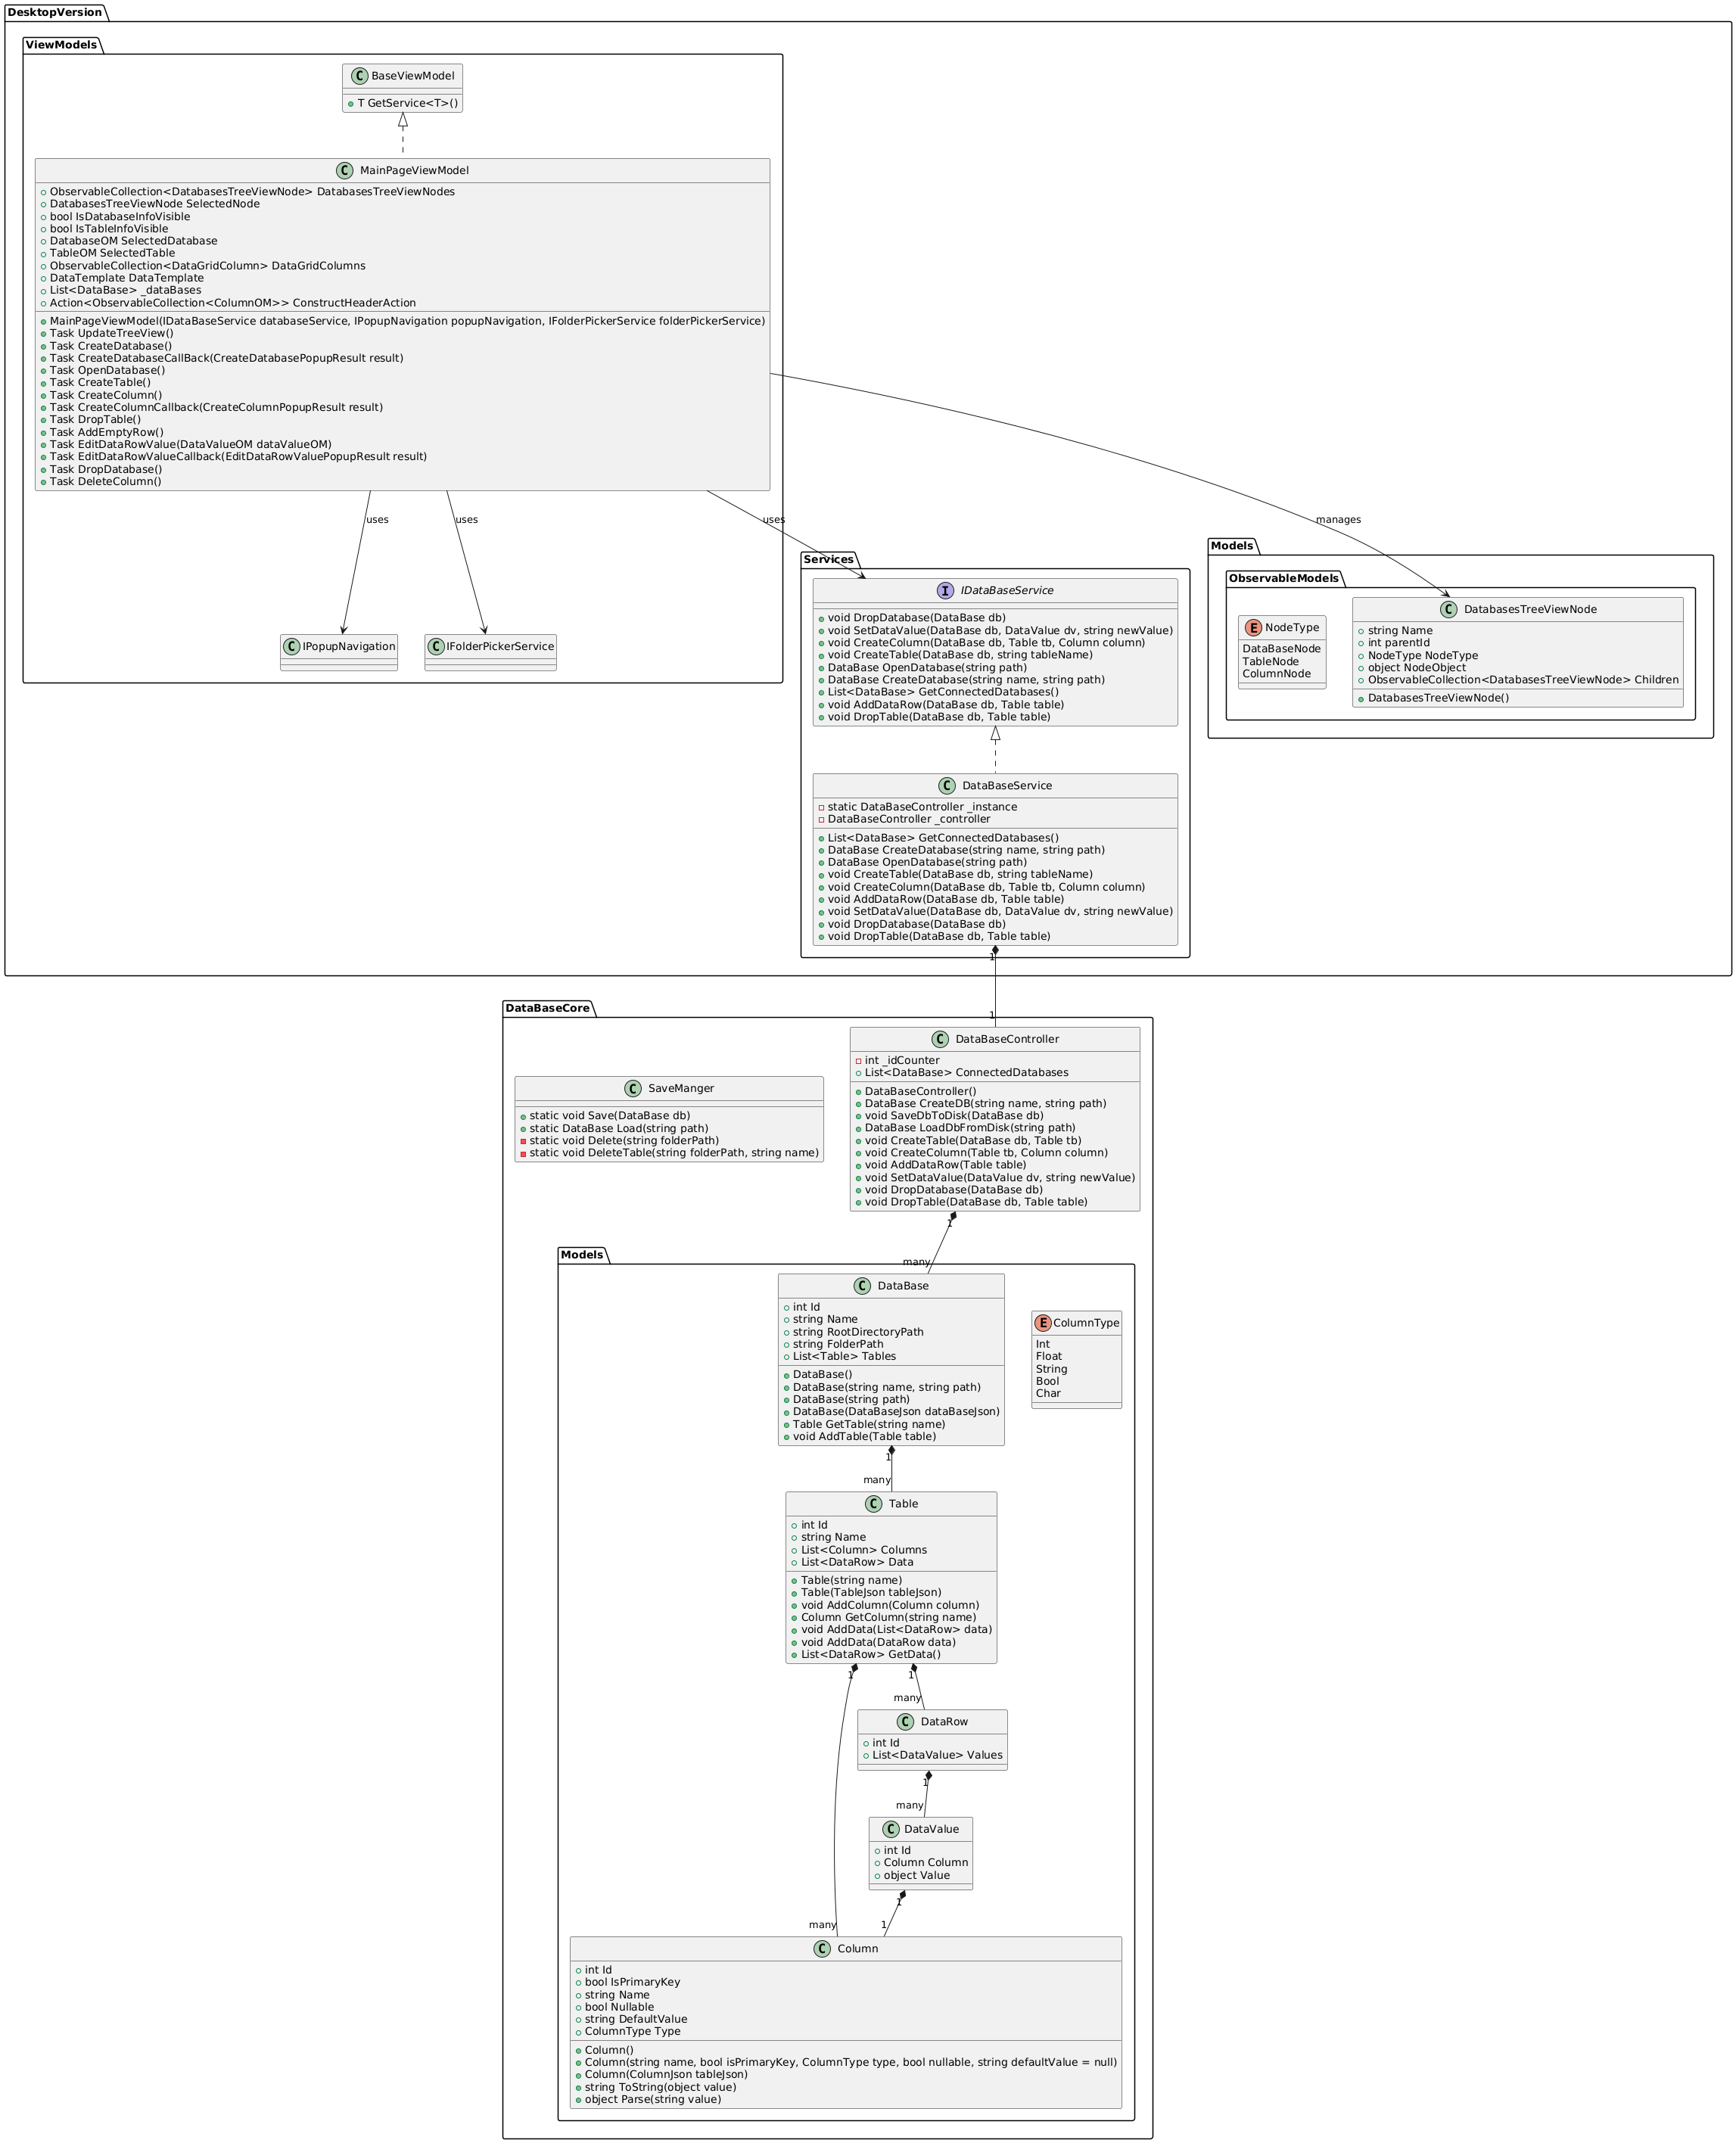 DesktopVersion
ViewModels
C BaseViewModel
T GetService<T>()
C MainPageViewModel
ObservableCollection<DatabasesTreeViewNode> DatabasesTreeViewNodes
DatabasesTreeViewNode SelectedNode
bool IsDatabaseInfoVisible
bool IsTableInfoVisible
DatabaseOM SelectedDatabase
TableOM SelectedTable
ObservableCollection<DataGridColumn> DataGridColumns
DataTemplate DataTemplate
List<DataBase> _dataBases
Action<ObservableCollection<ColumnOM>> ConstructHeaderAction
MainPageViewModel(IDataBaseService databaseService, IPopupNavigation popupNavigation, IFolderPickerService folderPickerService)
Task UpdateTreeView()
Task CreateDatabase()
Task CreateDatabaseCallBack(CreateDatabasePopupResult result)
Task OpenDatabase()
Task CreateTable()
Task CreateColumn()
Task CreateColumnCallback(CreateColumnPopupResult result)
Task DropTable()
Task AddEmptyRow()
Task EditDataRowValue(DataValueOM dataValueOM)
Task EditDataRowValueCallback(EditDataRowValuePopupResult result)
Task DropDatabase()
Task DeleteColumn()
uses
uses
uses
manages
C IPopupNavigation
C IFolderPickerService
Services
I IDataBaseService
void DropDatabase(DataBase db)
void SetDataValue(DataBase db, DataValue dv, string newValue)
void CreateColumn(DataBase db, Table tb, Column column)
void CreateTable(DataBase db, string tableName)
DataBase OpenDatabase(string path)
DataBase CreateDatabase(string name, string path)
List<DataBase> GetConnectedDatabases()
void AddDataRow(DataBase db, Table table)
void DropTable(DataBase db, Table table)
C DataBaseService
static DataBaseController _instance
DataBaseController _controller
List<DataBase> GetConnectedDatabases()
DataBase CreateDatabase(string name, string path)
DataBase OpenDatabase(string path)
void CreateTable(DataBase db, string tableName)
void CreateColumn(DataBase db, Table tb, Column column)
void AddDataRow(DataBase db, Table table)
void SetDataValue(DataBase db, DataValue dv, string newValue)
void DropDatabase(DataBase db)
void DropTable(DataBase db, Table table)
Models
ObservableModels
E NodeType
DataBaseNode
TableNode
ColumnNode
C DatabasesTreeViewNode
string Name
int parentId
NodeType NodeType
object NodeObject
ObservableCollection<DatabasesTreeViewNode> Children
DatabasesTreeViewNode()
1
1
DataBaseCore
C SaveManger
static void Save(DataBase db)
static DataBase Load(string path)
static void Delete(string folderPath)
static void DeleteTable(string folderPath, string name)
C DataBaseController
int _idCounter
List<DataBase> ConnectedDatabases
DataBaseController()
DataBase CreateDB(string name, string path)
void SaveDbToDisk(DataBase db)
DataBase LoadDbFromDisk(string path)
void CreateTable(DataBase db, Table tb)
void CreateColumn(Table tb, Column column)
void AddDataRow(Table table)
void SetDataValue(DataValue dv, string newValue)
void DropDatabase(DataBase db)
void DropTable(DataBase db, Table table)
1
many
Models
C DataBase
int Id
string Name
string RootDirectoryPath
string FolderPath
List<Table> Tables
DataBase()
DataBase(string name, string path)
DataBase(string path)
DataBase(DataBaseJson dataBaseJson)
Table GetTable(string name)
void AddTable(Table table)
E ColumnType
Int
Float
String
Bool
Char
1
many
C Table
int Id
string Name
List<Column> Columns
List<DataRow> Data
Table(string name)
Table(TableJson tableJson)
void AddColumn(Column column)
Column GetColumn(string name)
void AddData(List<DataRow> data)
void AddData(DataRow data)
List<DataRow> GetData()
1
1
many
C DataRow
int Id
List<DataValue> Values
1
many
C DataValue
int Id
Column Column
object Value
1
many
1
C Column
int Id
bool IsPrimaryKey
string Name
bool Nullable
string DefaultValue
ColumnType Type
Column()
Column(string name, bool isPrimaryKey, ColumnType type, bool nullable, string defaultValue = null)
Column(ColumnJson tableJson)
string ToString(object value)
object Parse(string value)